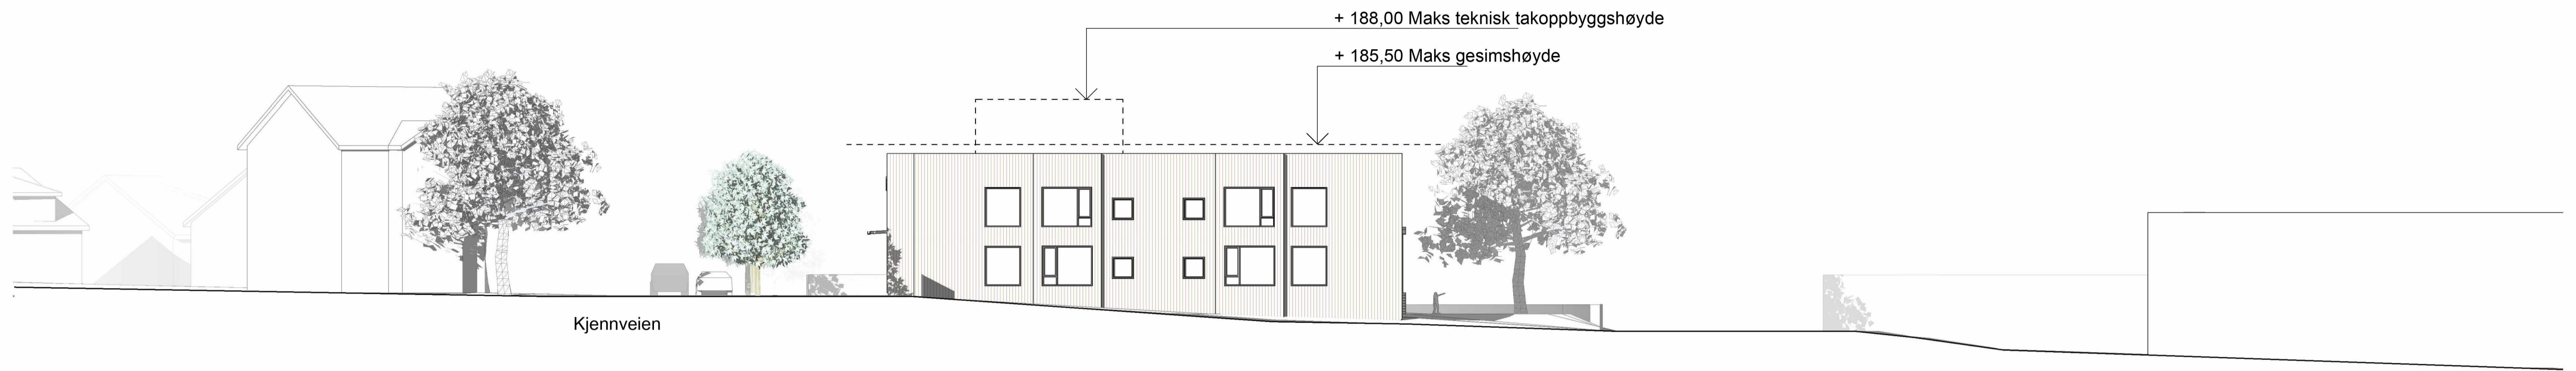 + 188,00 Maks teknisk takoppbyggshøyde
+ 185,50 Maks gesimshøyde
Kjennveien